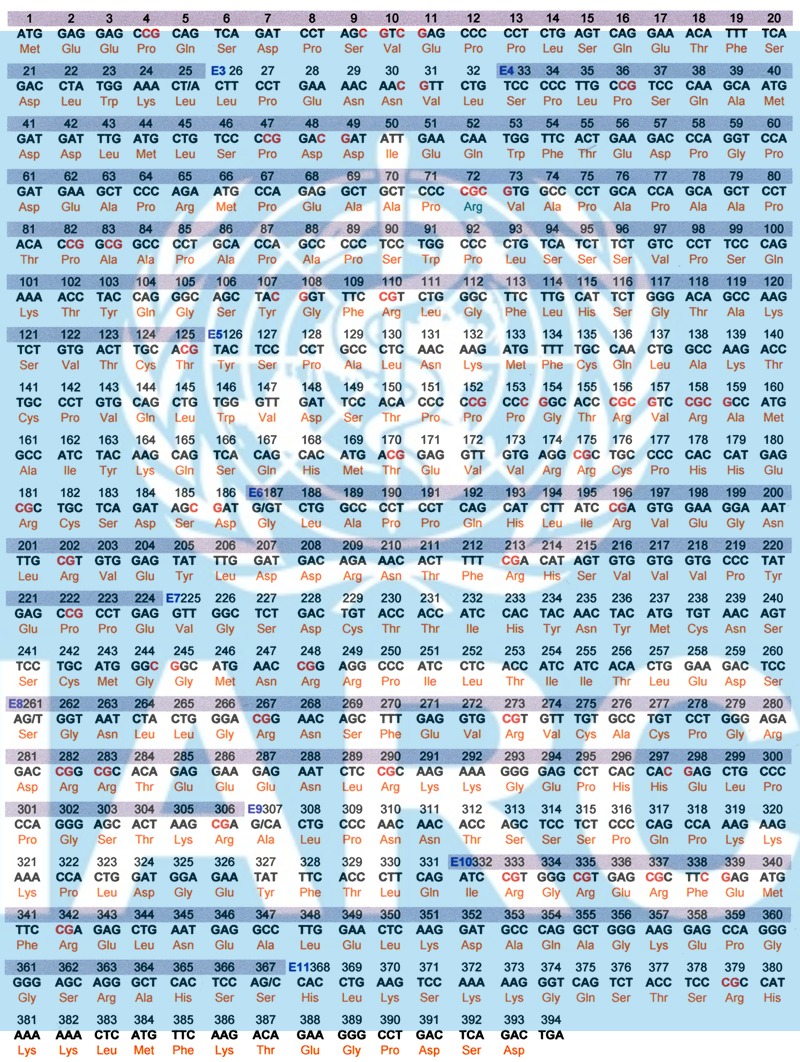 1 2 3 4 5 6 7 8 9 10 11 12 13 14 15 16 17 18 19 20
ATG GAG GAG CCG CAG TCA GAT CCT AGC GTC GAG CCC CCT CTG AGT CAG GAA ACA TTT TCA
Met Glu Glu Pro Gln Ser Asp Pro Ser Val Glu Pro Pro Leu Ser Gln Glu Thr Phe Ser
21 22 23 24 25 E3 26 27 28 29 30 31 32 E4 33 34 35 36 37 38 39 40
GAC CTA TGG AAA CT/A CTT CCT GAA AAC AAC GTT CTG TCC CCC TTG CCG TCC CAA GCA ATG
Asp Leu Trp Lys Leu Leu Pro Glu Asn Asn Val Leu Ser Pro Leu Pro Ser Gln Ala Met
41 42 43 44 45 46 47 48 49 50 51 52 53 54 55 56 57 58 59 60
GAT GAT TTG ATG CTG TCC CCG GAC GAT ATT GAA CAA TGG TTC ACT GAA GAC CCA GGT CCA
Asp Asp Leu Met Leu Ser Pro Asp Asp Ile Glu Gln Trp Phe Thr Glu Asp Pro Gly Pro
61 62 63 64 65 66 67 68 69 70 71 72 73 74 75 76 77 78 79 80
GAT GAA GCT CCC AGA ATG CCA GAG GCT GCT CCC CGC GTG GCC CCT GCA CCA GCA GCT CCT
Asp Glu Ala Pro Arg Met Pro Glu Ala Ala Pro Arg Val Ala Pro Ala Pro Ala Ala Pro
81 82 83 84 85 86 87 88 89 90 91 92 93 94 95 96 97 98 99 100
ACA CCG GCG GCC CCT GCA CCA GCC CCC TCC TGG CCC CTG TCA TCT TCT GTC CCT TCC CAG
Thr Pro Ala Ala Pro Ala Pro Ala Pro Ser Trp Pro Leu Ser Ser Ser Val Pro Ser Gln
101 102 103 104 105 106 107 108 109 110 111 112 113 114 115 116 117 118 119 120
AAA ACC TAC CAG GGC AGC TAC GGT TTC CGT CTG GGC TTC TTG CAT TCT GGG ACA GCC AAG
Lys Thr Tyr Gln Gly Ser Tyr Gly Phe Arg Leu Gly Phe Leu His Ser Gly Thr Ala Lys
121 122 123 124 125 E5126 127 128 129 130 131 132 133 134 135 136 137 138 139 140
TCT GTG ACT TGC ACG TAC TCC CCT GCC CTC AAC AAG ATG TTT TGC CAA CTG GCC AAG ACC
Ser Val Thr Cys Thr Tyr Ser Pro Ala Leu Asn Lys Met Phe Cys Gln Leu Ala Lys Thr
141 142 143 144 145 146 147 148 149 150 151 152 153 154 155 156 157 158 159 160
TGC CCT GTG CAG CTG TGG GTT GAT TCC ACA CCC CCG CCC GGC ACC CGC GTC CGC GCC ATG
Cys Pro Val Gln Leu Trp Val Asp Ser Thr Pro Pro Pro Gly Thr Arg Val Arg Ala Met
161 162 163 164 165 166 167 168 169 170 171 172 173 174 175 176 177 178 179 180
GCC ATC TAC AAG CAG TCA CAG CAC ATG ACG GAG GTT GTG AGG CGC TGC CCC CAC CAT GAG
Ala Ile Tyr Lys Gln Ser Gln His Met Thr Glu Val Val Arg Arg Cys Pro His His Glu
181 182 183 184 185 186 E6187 188 189 190 191 192 193 194 195 196 197 198 199 200
CGC TGC TCA GAT AGC GAT G/GT CTG GCC CCT CCT CAG CAT CTT ATC CGA GTG GAA GGA AAT
Arg Cys Ser Asp Ser Asp Gly Leu Ala Pro Pro Gln His Leu Ile Arg Val Glu Gly Asn
201 202 203 204 205 206 207 208 209 210 211 212 213 214 215 216 217 218 219 220
TTG CGT GTG GAG TAT TTG GAT GAC AGA AAC ACT TTT CGA CAT AGT GTG GTG GTG CCC TAT
Leu Arg Val Glu Tyr Leu Asp Asp Arg Asn Thr Phe Arg His Ser Val Val Val Pro Tyr
221 222 223 224 E7225 226 227 228 229 230 231 232 233 234 235 236 237 238 239 240
GAG CCG CCT GAG GTT GGC TCT GAC TGT ACC ACC ATC CAC TAC AAC TAC ATG TGT AAC AGT
Glu Pro Pro Glu Val Gly Ser Asp Cys Thr Thr Ile His Tyr Asn Tyr Met Cys Asn Ser
241 242 243 244 245 246 247 248 249 250 251 252 253 254 255 256 257 258 259 260
TCC TGC ATG GGC GGC ATG AAC CGG AGG CCC ATC CTC ACC ATC ATC ACA CTG GAA GAC TCC
Ser Cys Met Gly Gly Met Asn Arg Arg Pro Ile Leu Thr Ile Ile Thr Leu Glu Asp Ser
E8261 262 263 264 265 266 267 268 269 270 271 272 273 274 275 276 277 278 279 280
AG/T GGT AAT CTA CTG GGA CGG AAC AGC TTT GAG GTG CGT GTT TGT GCC TGT CCT GGG AGA
Ser Gly Asn Leu Leu Gly Arg Asn Ser Phe Glu Val Arg Val Cys Ala Cys Pro Gly Arg
281 282 283 284 285 286 287 288 289 290 291 292 293 294 295 296 297 298 299 300
GAC CGG CGC ACA GAG GAA GAG AAT CTC CGC AAG AAA GGG GAG CCT CAC CAC GAG CTG CCC
Asp Arg Arg Thr Glu Glu Glu Asn Leu Arg Lys Lys Gly Glu Pro His His Glu Leu Pro
301 302 303 304 305 306 E9307 308 309 310 311 312 313 314 315 316 317 318 319 320
CCA GGG AGC ACT AAG CGA G/CA CTG CCC AAC AAC ACC AGC TCC TCT CCC CAG CCA AAG AAG
Pro Gly Ser Thr Lys Arg Ala Leu Pro Asn Asn Thr Ser Ser Ser Pro Gln Pro Lys Lys
321 322 323 324 325 326 327 328 329 330 331 E10332 333 334 335 336 337 338 339 340
AAA CCA CTG GAT GGA GAA TAT TTC ACC CTT CAG ATC CGT GGG CGT GAG CGC TTC GAG ATG
Lys Pro Leu Asp Gly Glu Tyr Phe Thr Leu Gln Ile Arg Gly Arg Glu Arg Phe Glu Met
341 342 343 344 345 346 347 348 349 350 351 352 353 354 355 356 357 358 359 360
TTC CGA GAG CTG AAT GAG GCC TTG GAA CTC AAG GAT GCC CAG GCT GGG AAG GAG CCA GGG
Phe Arg Glu Leu Asn Glu Ala Leu Glu Leu Lys Asp Ala Gln Ala Gly Lys Glu Pro Gly
361 362 363 364 365 366 367 E11368 369 370 371 372 373 374 375 376 377 378 379 380
GGG AGC AGG GCT CAC TCC AG/C CAC CTG AAG TCC AAA AAG GGT CAG TCT ACC TCC CGC CAT
Gly Ser Arg Ala His Ser Ser His Leu Lys Ser Lys Lys Gly Gln Ser Thr Ser Arg His
381 382 383 384 385 386 387 388 389 390 391 392 393 394
AAA AAA CTC ATG TTC AAG ACA GAA GGG CCT GAC TCA GAC TGA
Lys Lys Leu Met Phe Lys Thr Glu Gly Pro Asp Ser Asp
IARC